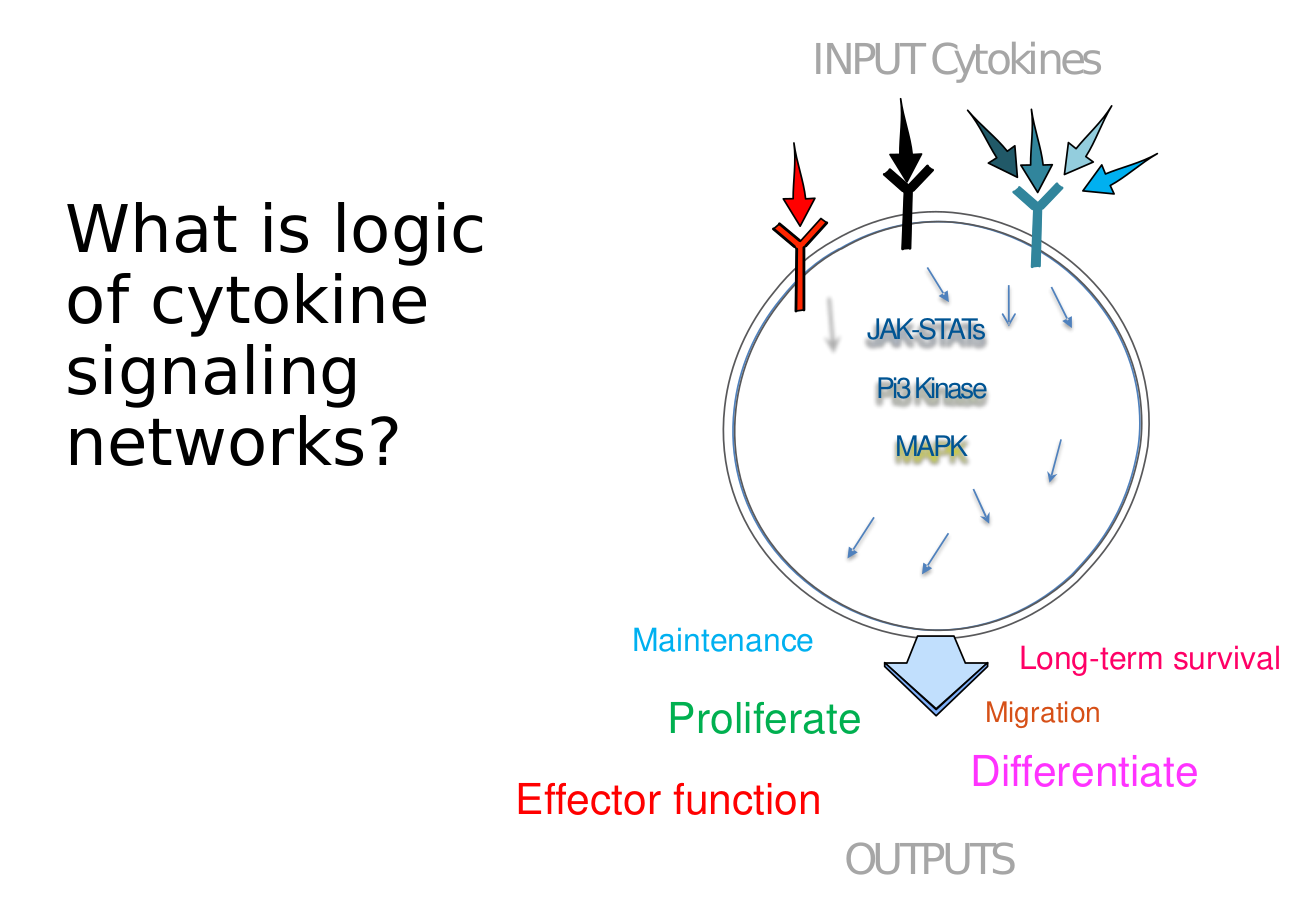 What is logic
of cytokine
signaling
networks?
INPUT Cytokines
JAK-STATs
Pi3 Kinase
MAPK
Maintenance
Long-term survival
Proliferate
Migration
Differentiate
Effector function
OUTPUTS